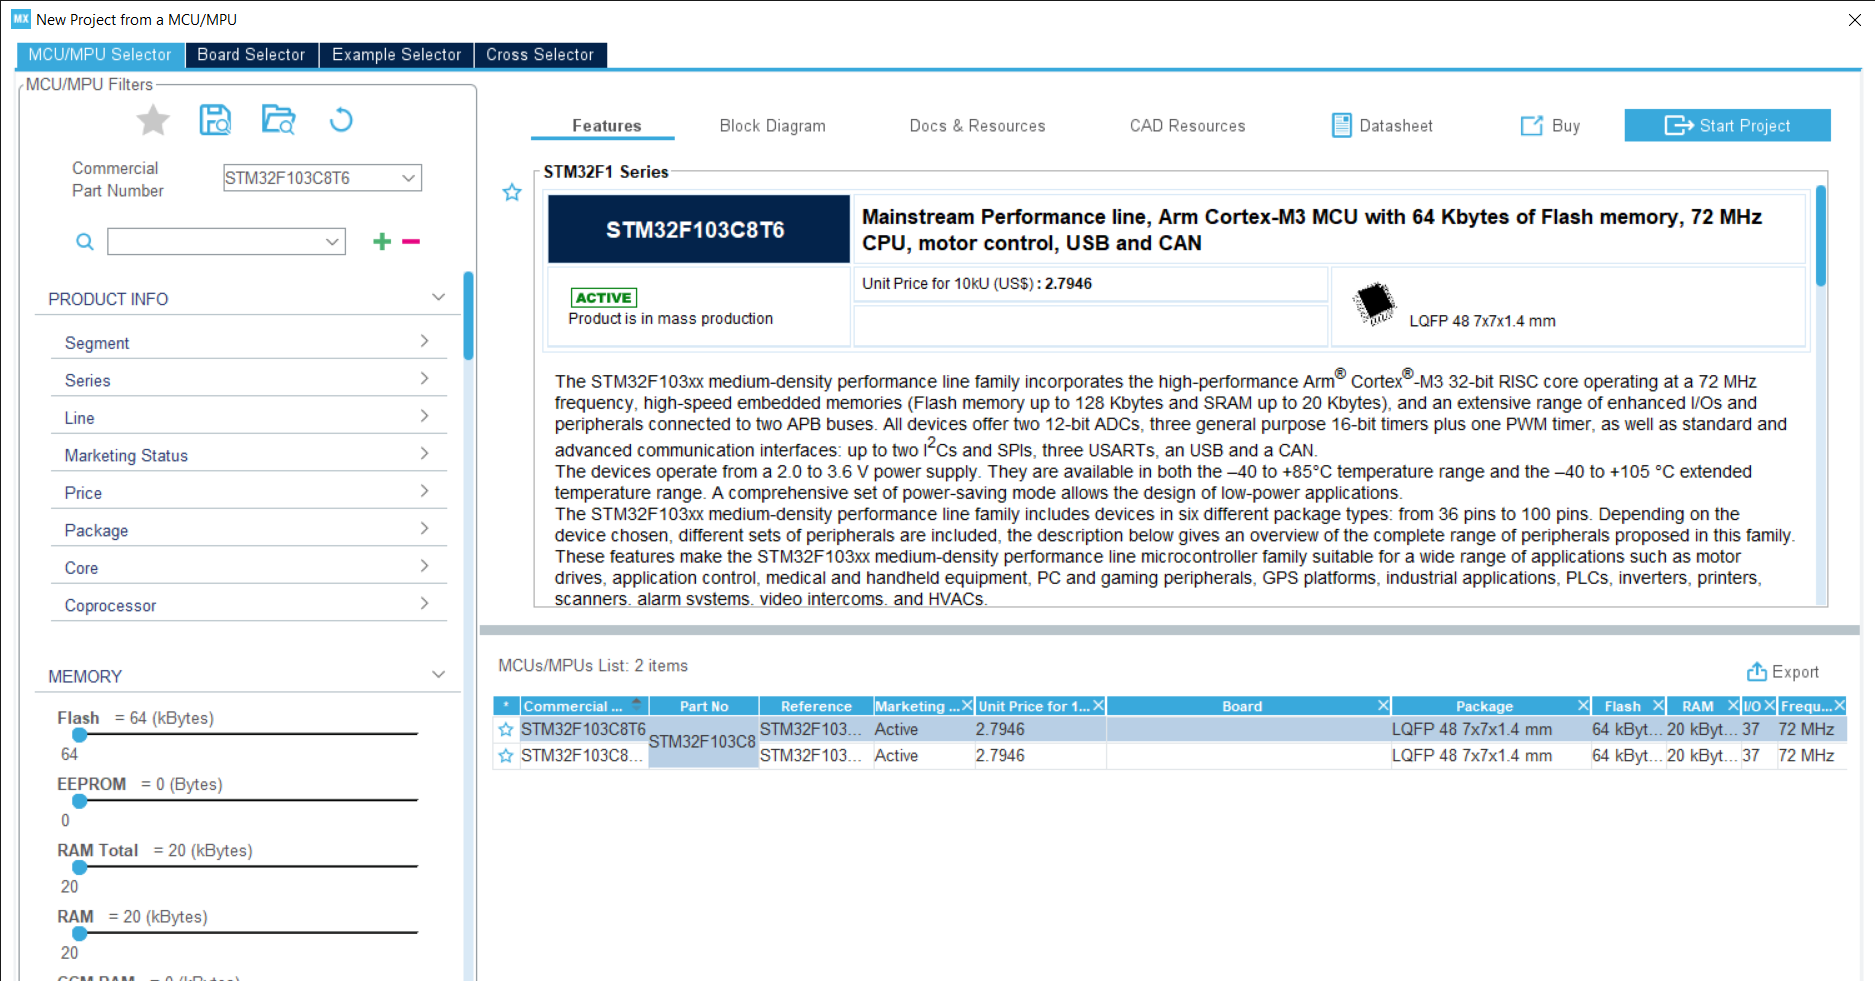 MX New Project from a MCU/MPU
MCU/MPU Selector Board Selector Example Selector Cross Selector
MCU/MPU Filters
Commercial
Part Number
STM32F103C8T6
PRODUCT INFO
Segment
Series
Line
Marketing Status
Price
Package
Core
Coprocessor
MEMORY
Flash = 64 (kBytes)
64
EEPROM = 0 (Bytes)
0
RAM Total = 20 (kBytes)
20
RAM = 20 (kBytes)
20
CCM RAM = 0 (kBytes)
Features Block Diagram Docs & Resources CAD Resources Datasheet Buy Start Project
STM32F1 Series
STM32F103C8T6
Mainstream Performance line, Arm Cortex-M3 MCU with 64 Kbytes of Flash memory, 72 MHz
CPU, motor control, USB and CAN
ACTIVE
Product is in mass production
Unit Price for 10kU (US$) : 2.7946
LQFP 48 7x7x1.4 mm
The STM32F103xx medium-density performance line family incorporates the high-performance Arm® Cortex®-M3 32-bit RISC core operating at a 72 MHz
frequency, high-speed embedded memories (Flash memory up to 128 Kbytes and SRAM up to 20 Kbytes), and an extensive range of enhanced I/Os and
peripherals connected to two APB buses. All devices offer two 12-bit ADCs, three general purpose 16-bit timers plus one PWM timer, as well as standard and
advanced communication interfaces: up to two I²Cs and SPIs, three USARTs, an USB and a CAN.
The devices operate from a 2.0 to 3.6 V power supply. They are available in both the –40 to +85°C temperature range and the –40 to +105 °C extended
temperature range. A comprehensive set of power-saving mode allows the design of low-power applications.
The STM32F103xx medium-density performance line family includes devices in six different package types: from 36 pins to 100 pins. Depending on the
device chosen, different sets of peripherals are included, the description below gives an overview of the complete range of peripherals proposed in this family.
These features make the STM32F103xx medium-density performance line microcontroller family suitable for a wide range of applications such as motor
drives, application control, medical and handheld equipment, PC and gaming peripherals, GPS platforms, industrial applications, PLCs, inverters, printers,
scanners, alarm systems, video intercoms, and HVACs.
MCUs/MPUs List: 2 items
Export
* Commercial ... Part No Reference Marketing ... Unit Price for 1... Board Package Flash RAM I/O Frequ...
STM32F103C8T6 STM32F103C8 STM32F103... Active 2.7946 LQFP 48 7x7x1.4 mm 64 kByt... 20 kByt... 37 72 MHz
STM32F103C8... STM32F103... Active 2.7946 LQFP 48 7x7x1.4 mm 64 kByt... 20 kByt... 37 72 MHz